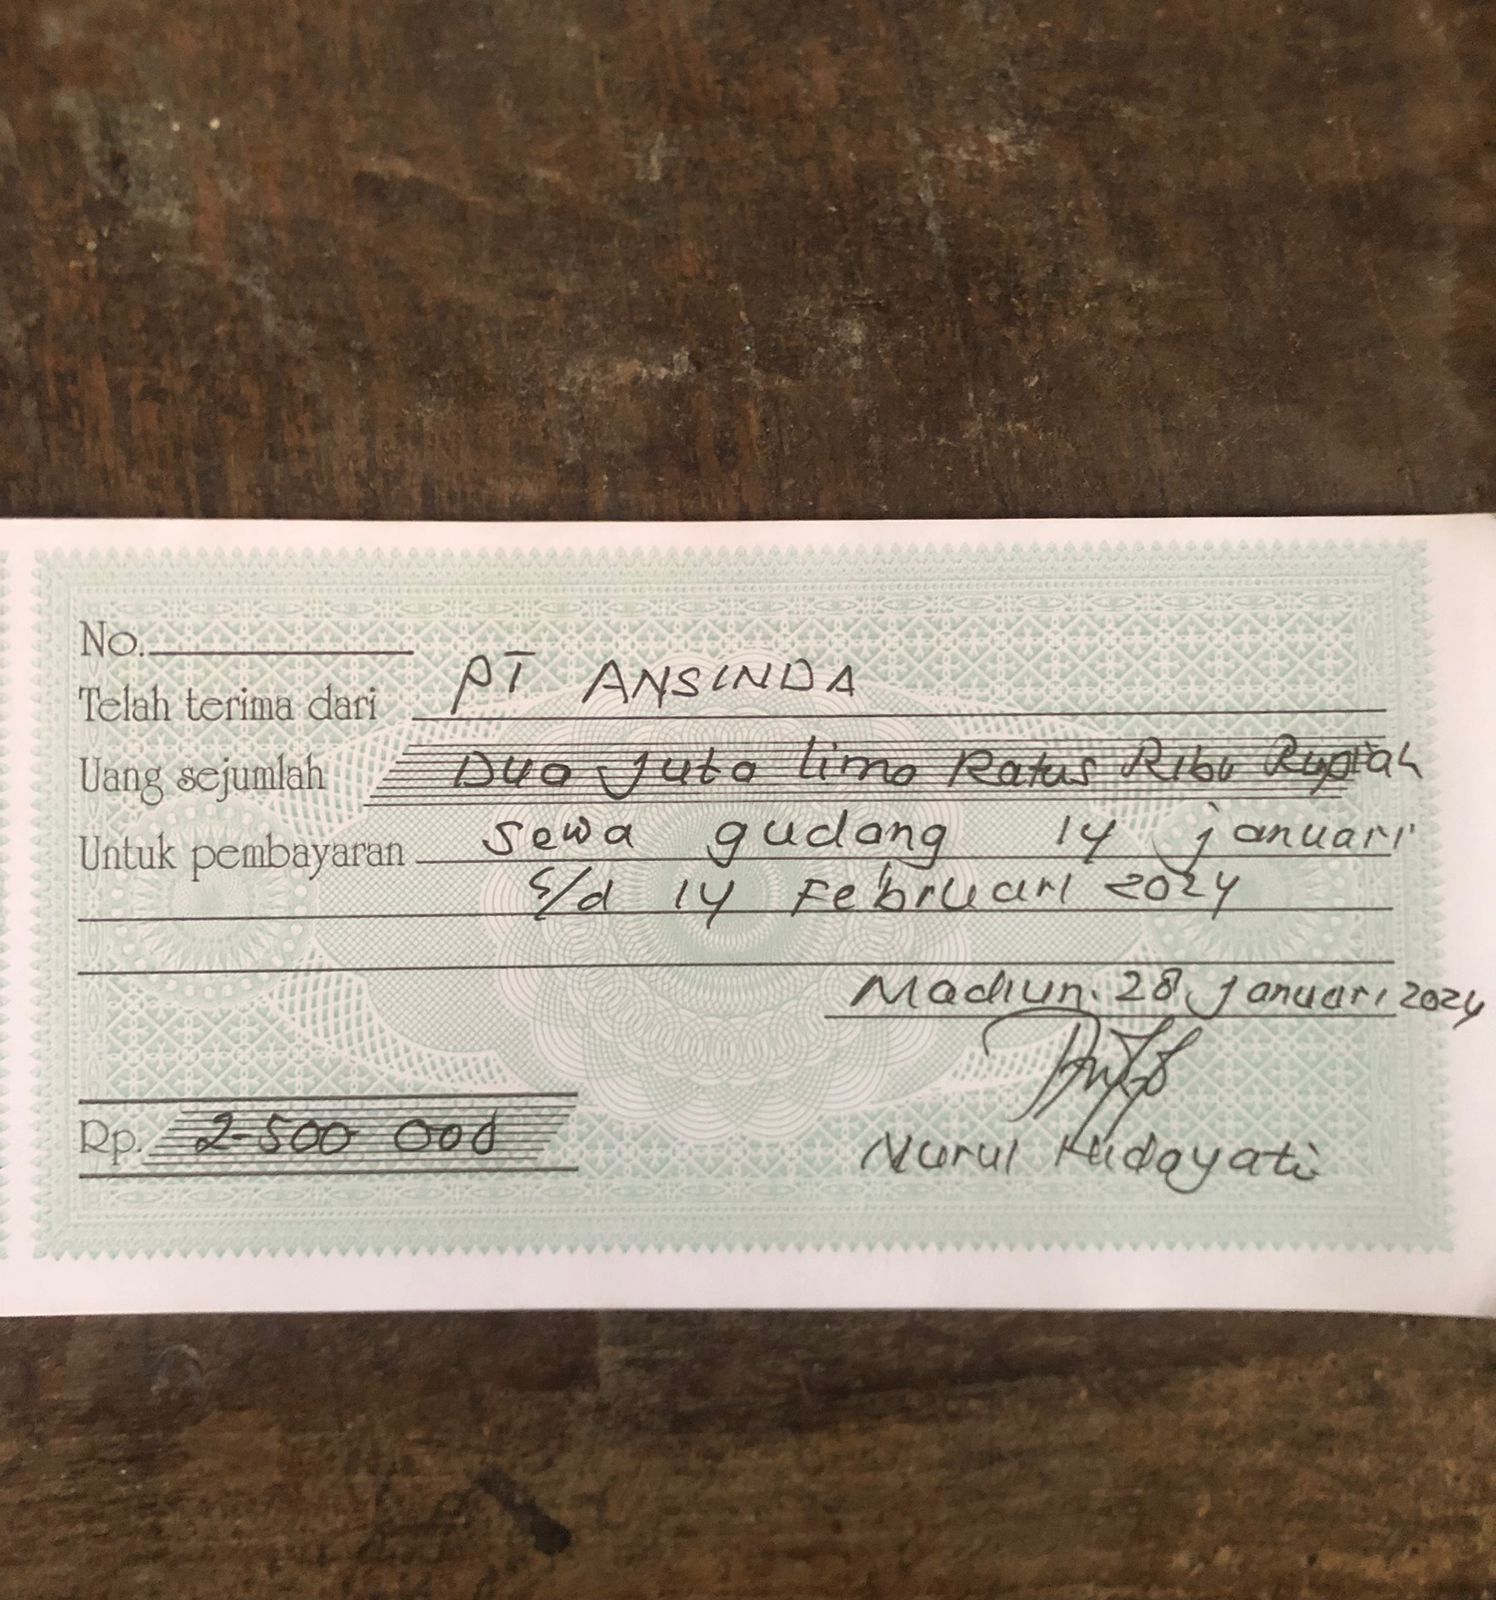 No.
Telah terima dari PT ANSINDA
Uang sejumlah Dua Juta lima Ratus Ribu Rupiah
Untuk pembayaran Sewa gudang 14 januari
s/d 14 Februari 2024
Madiun. 28 Januari 2024
Rp. 2-500 000
Nurul Hidayati